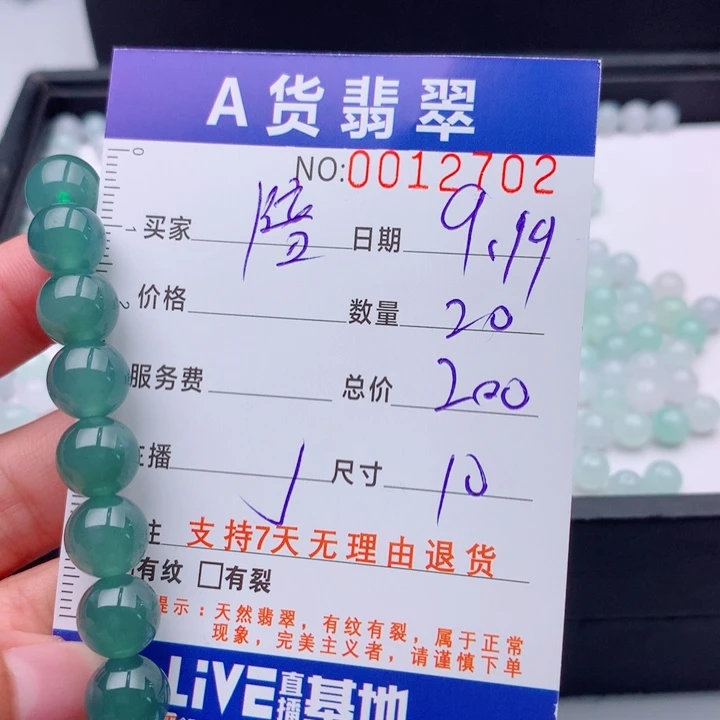 A货翡翠
NO:0012702
买家 日期 9.19
价格 数量 20
服务费 总价 200
播 尺寸 10
支持7天无理由退货
有纹 □有裂
提示：天然翡翠，有纹有裂，属于正常
现象，完美主义者，请谨慎下单
LiVE直播基地